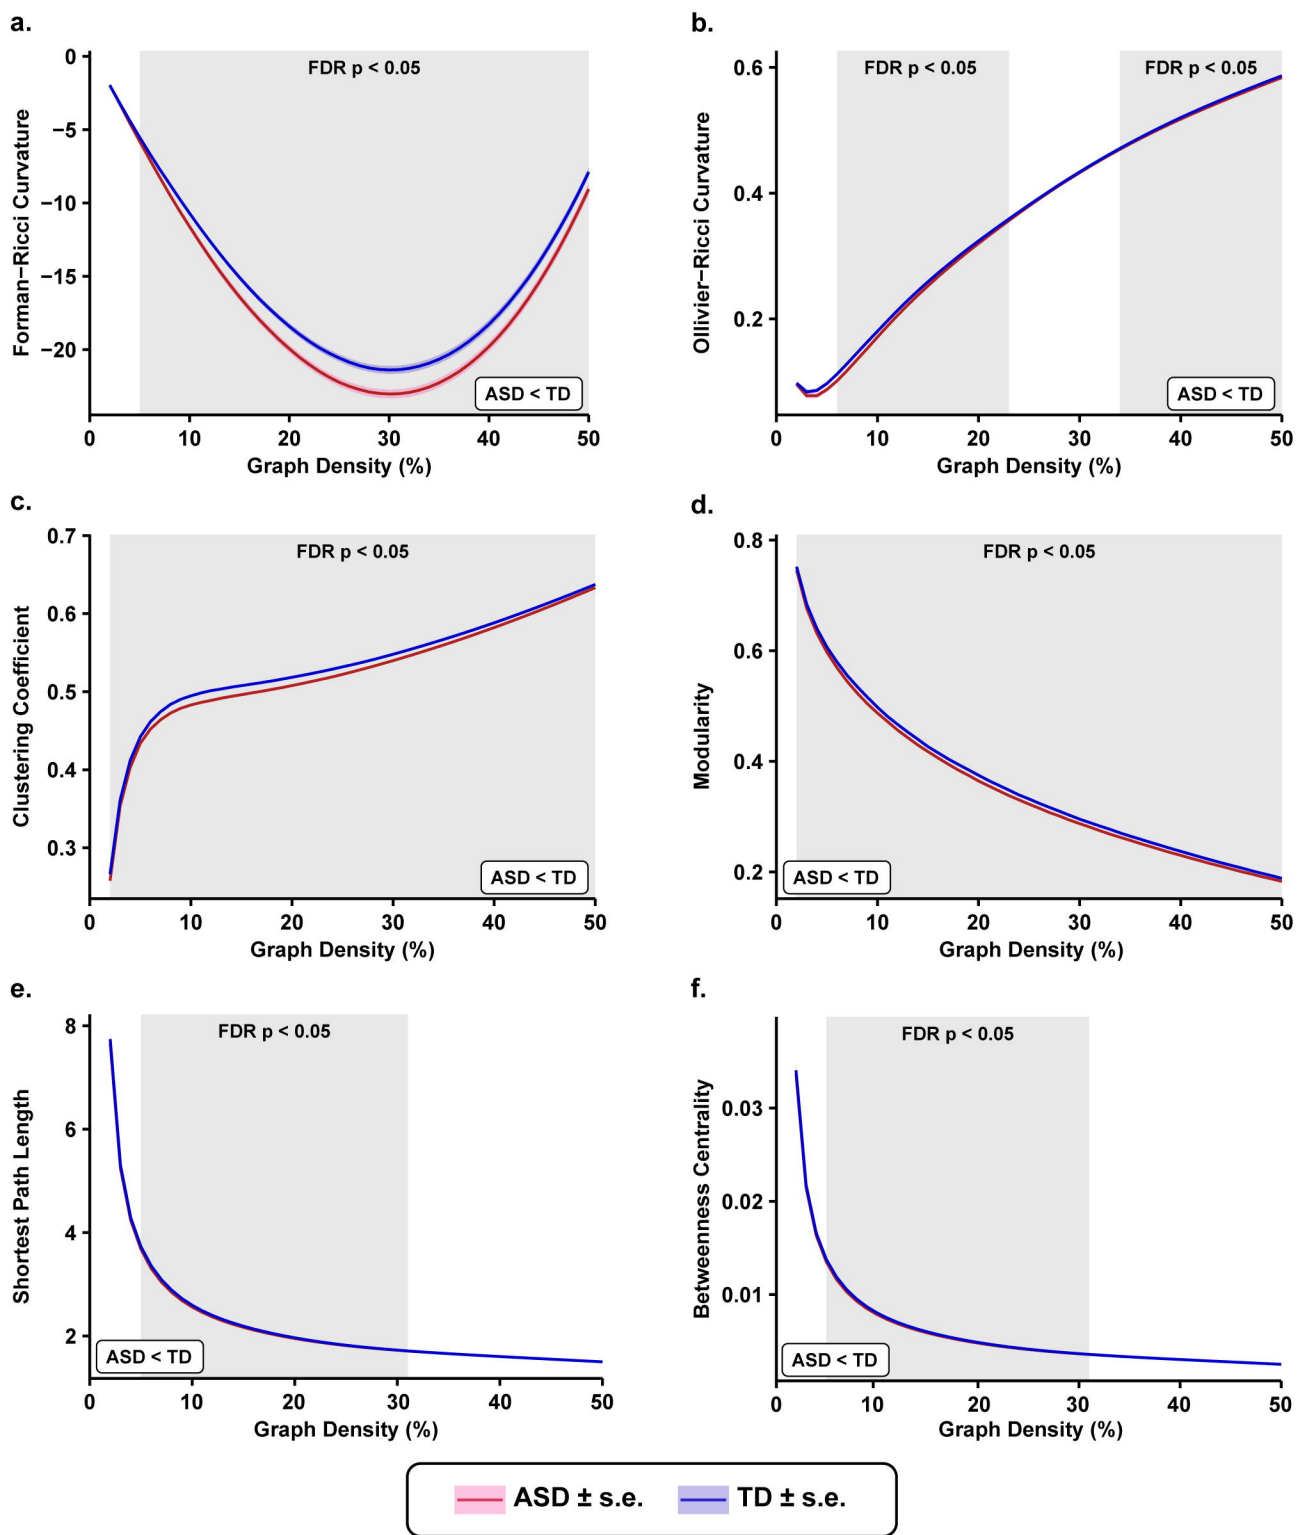 a.
Forman−Ricci Curvature
0
−5
−10
−15
−20
FDR p < 0.05
ASD < TD
0 10 20 30 40 50
Graph Density (%)
b.
Ollivier−Ricci Curvature
0.6
0.4
0.2
FDR p < 0.05
FDR p < 0.05
ASD < TD
0 10 20 30 40 50
Graph Density (%)
c.
Clustering Coefficient
0.7
0.6
0.5
0.4
0.3
FDR p < 0.05
ASD < TD
0 10 20 30 40 50
Graph Density (%)
d.
Modularity
0.8
0.6
0.4
0.2
FDR p < 0.05
ASD < TD
0 10 20 30 40 50
Graph Density (%)
e.
Shortest Path Length
8
6
4
2
FDR p < 0.05
ASD < TD
0 10 20 30 40 50
Graph Density (%)
f.
Betweenness Centrality
0.03
0.02
0.01
FDR p < 0.05
ASD < TD
0 10 20 30 40 50
Graph Density (%)
ASD ± s.e. TD ± s.e.